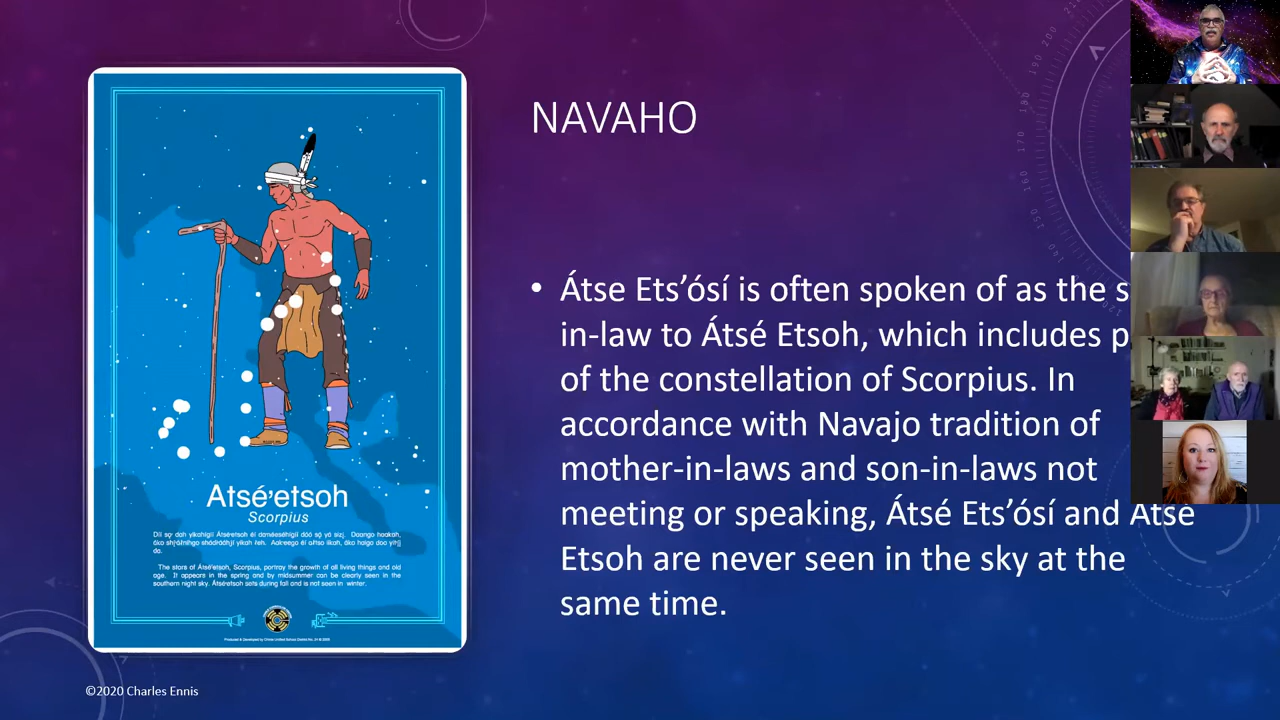 NAVAHO
• Átse Ets’ósí is often spoken of as the
in-law to Átsé Etsoh, which includes
of the constellation of Scorpius. In
accordance with Navajo tradition of
mother-in-laws and son-in-laws not
meeting or speaking, Átsé Ets’ósí and Átsé
Etsoh are never seen in the sky at the
same time.
Atsé’etsoh
Scorpius
The stars of Átsé’etsoh, Scorpius, portray the growth of all living things and old
age. It appears in the spring and by midsummer can be clearly seen in the
southern night sky. Átsé’etsoh sets during fall and is not seen in winter.
©2020 Charles Ennis